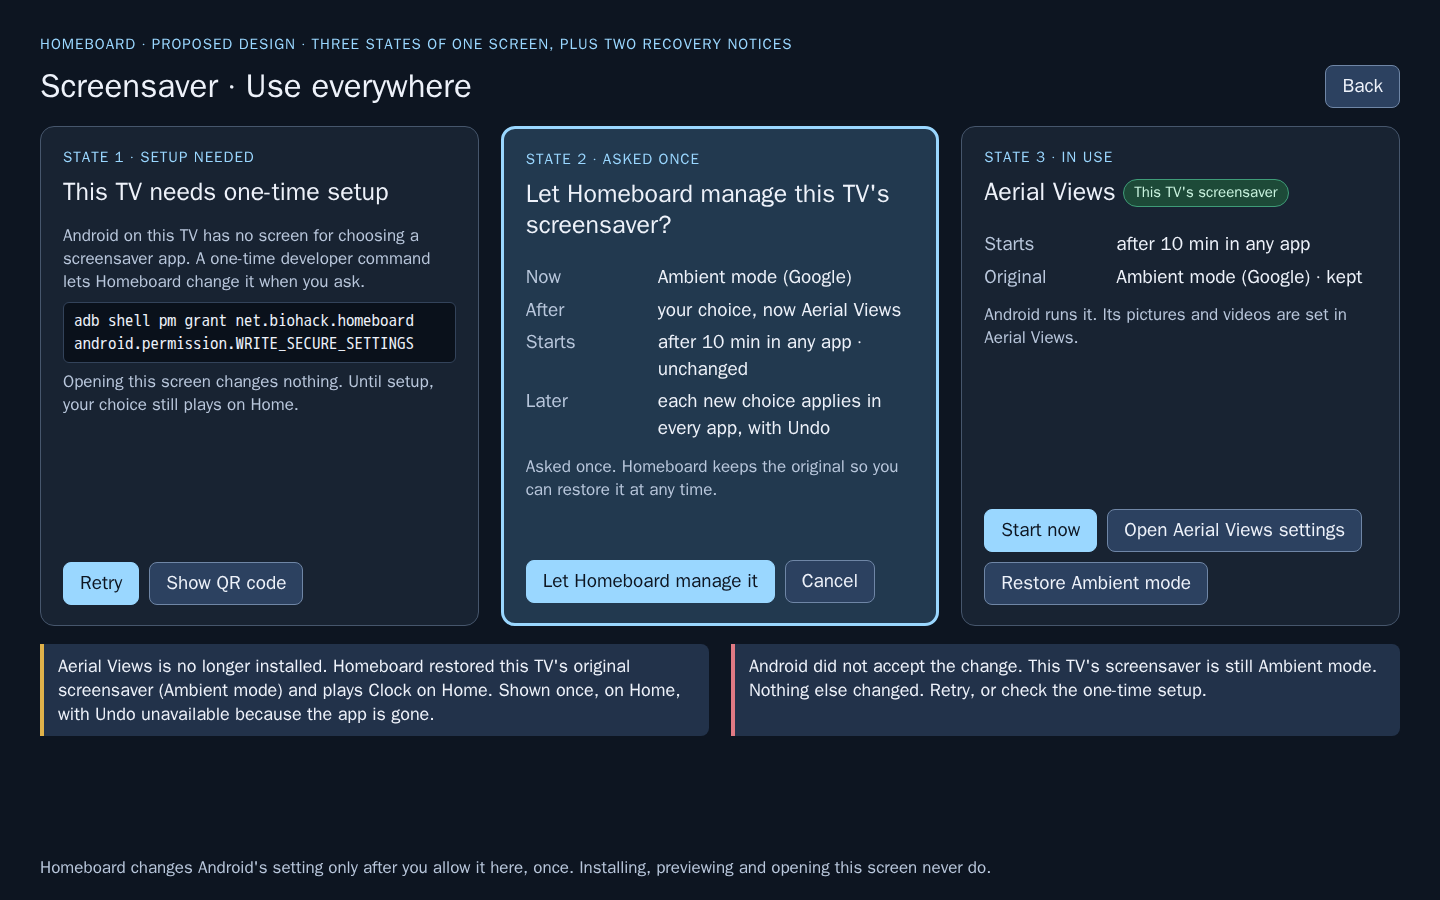 HOMEBOARD · PROPOSED DESIGN · THREE STATES OF ONE SCREEN, PLUS TWO RECOVERY NOTICES
Screensaver · Use everywhere
Back
STATE 1 · SETUP NEEDED
This TV needs one-time setup
Android on this TV has no screen for choosing a
screensaver app. A one-time developer command
lets Homeboard change it when you ask.
adb shell pm grant net.biohack.homeboard
android.permission.WRITE_SECURE_SETTINGS
Opening this screen changes nothing. Until setup,
your choice still plays on Home.
Retry
Show QR code
STATE 2 · ASKED ONCE
Let Homeboard manage this TV's
screensaver?
Now Ambient mode (Google)
After your choice, now Aerial Views
Starts after 10 min in any app ·
unchanged
Later each new choice applies in
every app, with Undo
Asked once. Homeboard keeps the original so you
can restore it at any time.
Let Homeboard manage it
Cancel
STATE 3 · IN USE
Aerial Views This TV's screensaver
Starts after 10 min in any app
Original Ambient mode (Google) · kept
Android runs it. Its pictures and videos are set in
Aerial Views.
Start now
Open Aerial Views settings
Restore Ambient mode
Aerial Views is no longer installed. Homeboard restored this TV's original
screensaver (Ambient mode) and plays Clock on Home. Shown once, on Home,
with Undo unavailable because the app is gone.
Android did not accept the change. This TV's screensaver is still Ambient mode.
Nothing else changed. Retry, or check the one-time setup.
Homeboard changes Android's setting only after you allow it here, once. Installing, previewing and opening this screen never do.